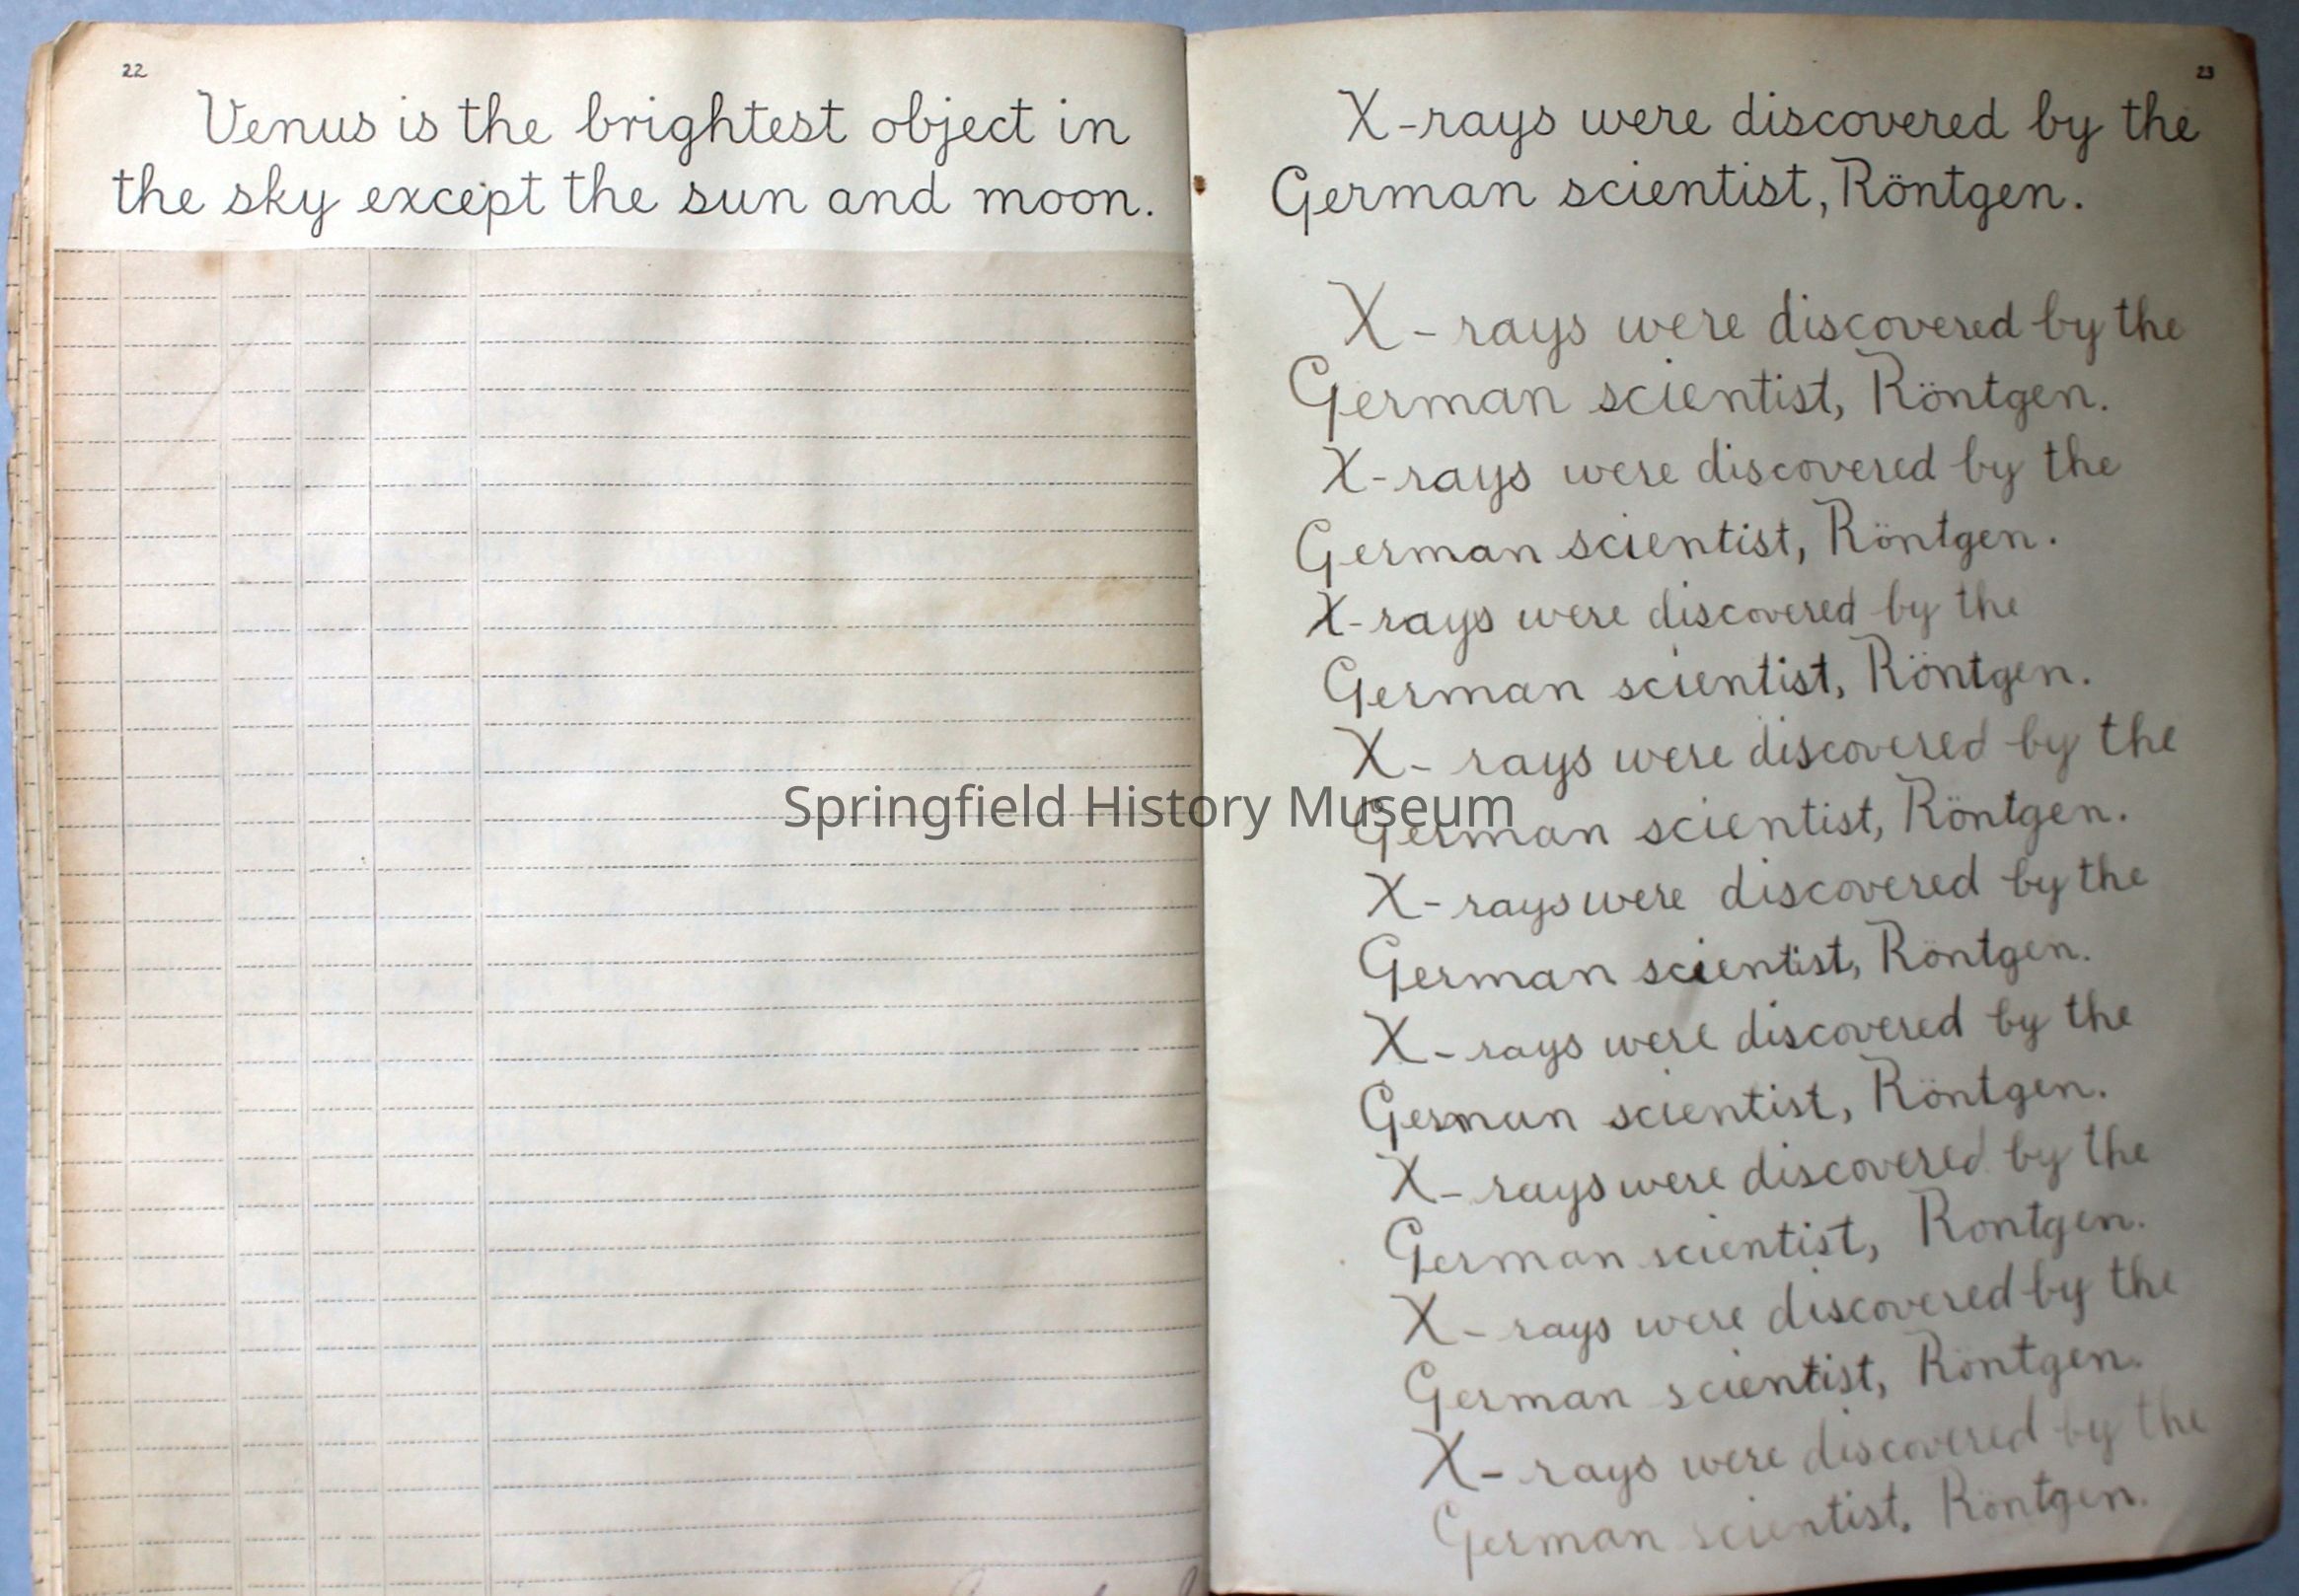 22
Venus is the brightest object in
the sky except the sun and moon.
23
X-rays were discovered by the
German scientist, Röntgen.
X-rays were discovered by the
German scientist, Röntgen.
X-rays were discovered by the
German scientist, Röntgen.
X-rays were discovered by the
German scientist, Röntgen.
X-rays were discovered by the
German scientist, Röntgen.
X-rays were discovered by the
German scientist, Röntgen.
X-rays were discovered by the
German scientist, Röntgen.
X-rays were discovered by the
German scientist, Rontgen.
X-rays were discovered by the
German scientist, Röntgen.
X-rays were discovered by the
German scientist, Röntgen.
Springfield History Museum